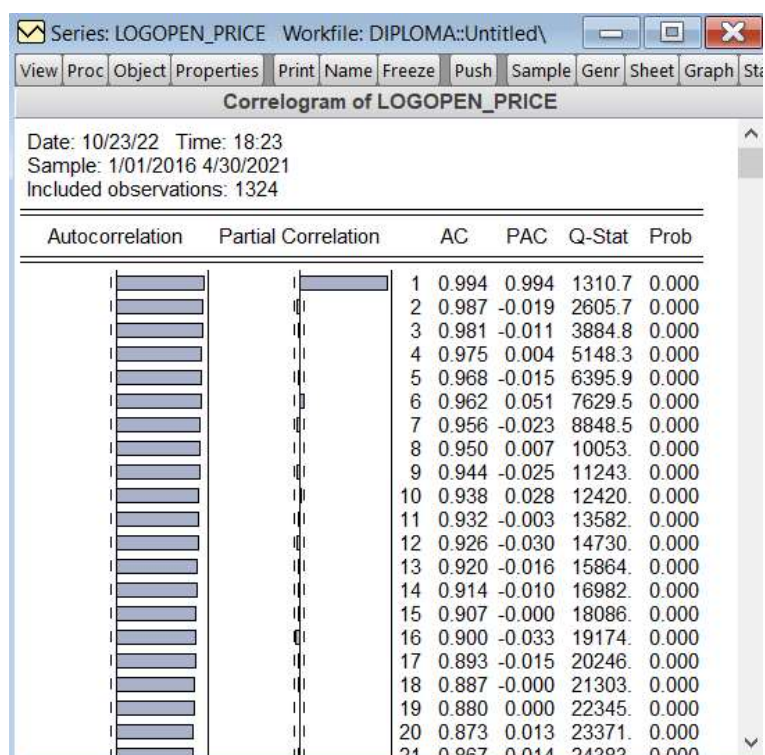 Series: LOGOPEN_PRICE Workfile: DIPLOMA::Untitled\
View Proc Object Properties Print Name Freeze Push Sample Genr Sheet Graph Sta
Correlogram of LOGOPEN_PRICE
Date: 10/23/22 Time: 18:23
Sample: 1/01/2016 4/30/2021
Included observations: 1324
Autocorrelation Partial Correlation AC PAC Q-Stat Prob
1 0.994 0.994 1310.7 0.000
2 0.987 -0.019 2605.7 0.000
3 0.981 -0.011 3884.8 0.000
4 0.975 0.004 5148.3 0.000
5 0.968 -0.015 6395.9 0.000
6 0.962 0.051 7629.5 0.000
7 0.956 -0.023 8848.5 0.000
8 0.950 0.007 10053. 0.000
9 0.944 -0.025 11243. 0.000
10 0.938 0.028 12420. 0.000
11 0.932 -0.003 13582. 0.000
12 0.926 -0.030 14730. 0.000
13 0.920 -0.016 15864. 0.000
14 0.914 -0.010 16982. 0.000
15 0.907 -0.000 18086. 0.000
16 0.900 -0.033 19174. 0.000
17 0.893 -0.015 20246. 0.000
18 0.887 -0.000 21303. 0.000
19 0.880 0.000 22345. 0.000
20 0.873 0.013 23371. 0.000